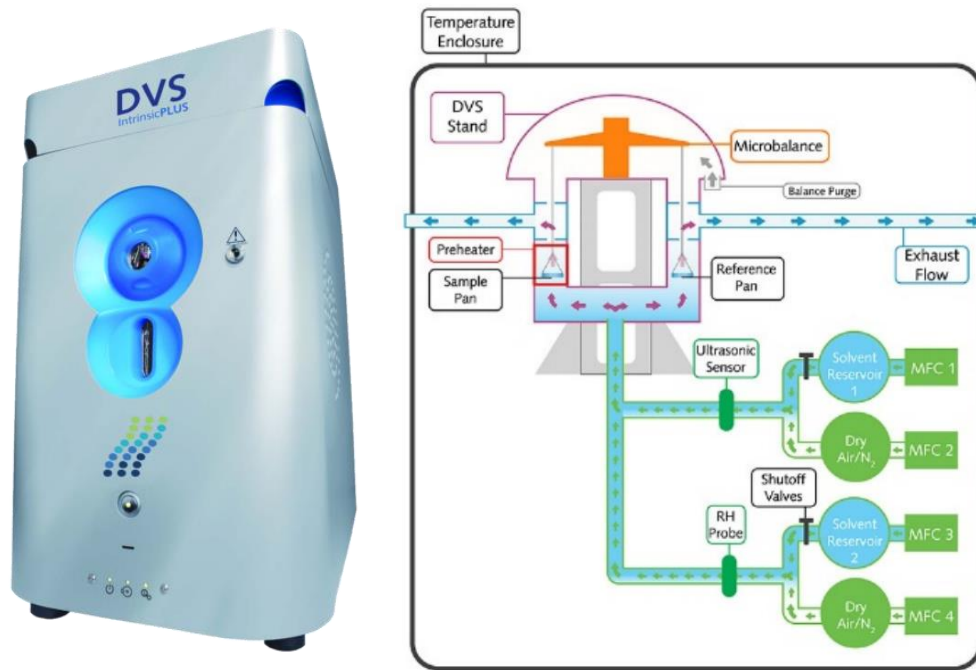 DVS
IntrinsicPLUS
Temperature
Enclosure
DVS
Stand
Microbalance
Balance Purge
Preheater
Sample
Pan
Reference
Pan
Exhaust
Flow
Ultrasonic
Sensor
Solvent
Reservoir
1
MFC 1
Dry
Air/N₂
MFC 2
Shutoff
Valves
RH
Probe
Solvent
Reservoir
2
MFC 3
Dry
Air/N₂
MFC 4